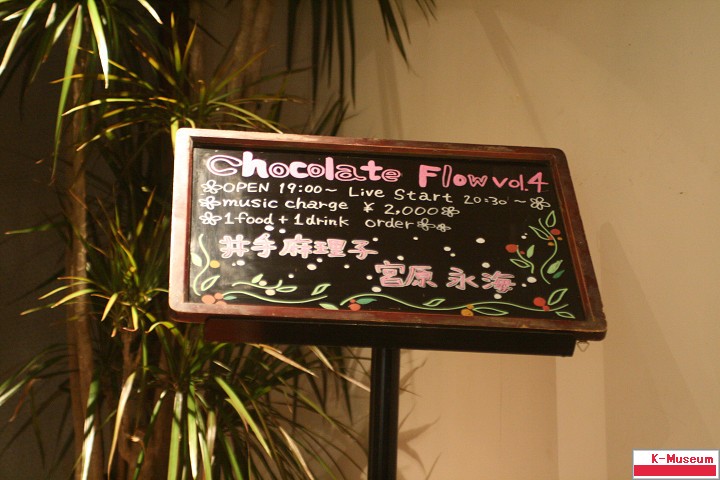 Chocolate Flow vol.4
OPEN 19:00~ Live Start 20:30~
music charge ¥ 2,000
1food + 1drink order
井手麻理子
宮原 永海
K-Museum